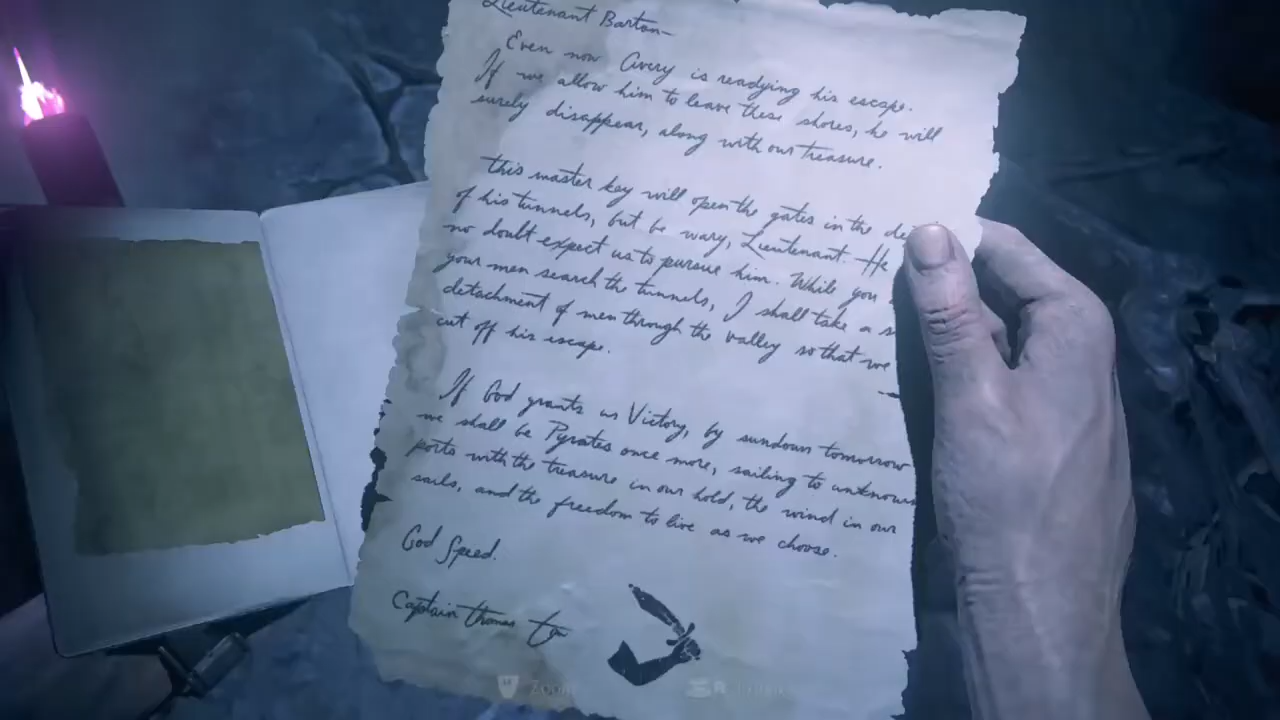 Lieutenant Barton-
Even now Avery is readying his escape.
If we allow him to leave these shores, he will
surely disappear, along with our treasure.
This master key will open the gates in the
of his tunnels, but be wary, Lieutenant. He
no doubt expect us to pursue him. While you
your men search the tunnels, I shall take a
detachment of men through the valley so that we
cut off his escape.
If God grants us Victory, by sundown tomorrow
we shall be Pyrates once more, sailing to unknown
ports with the treasure in our hold, the wind in our
sails, and the freedom to live as we choose.
God Speed.
Captain Thomas Tew
Zoom